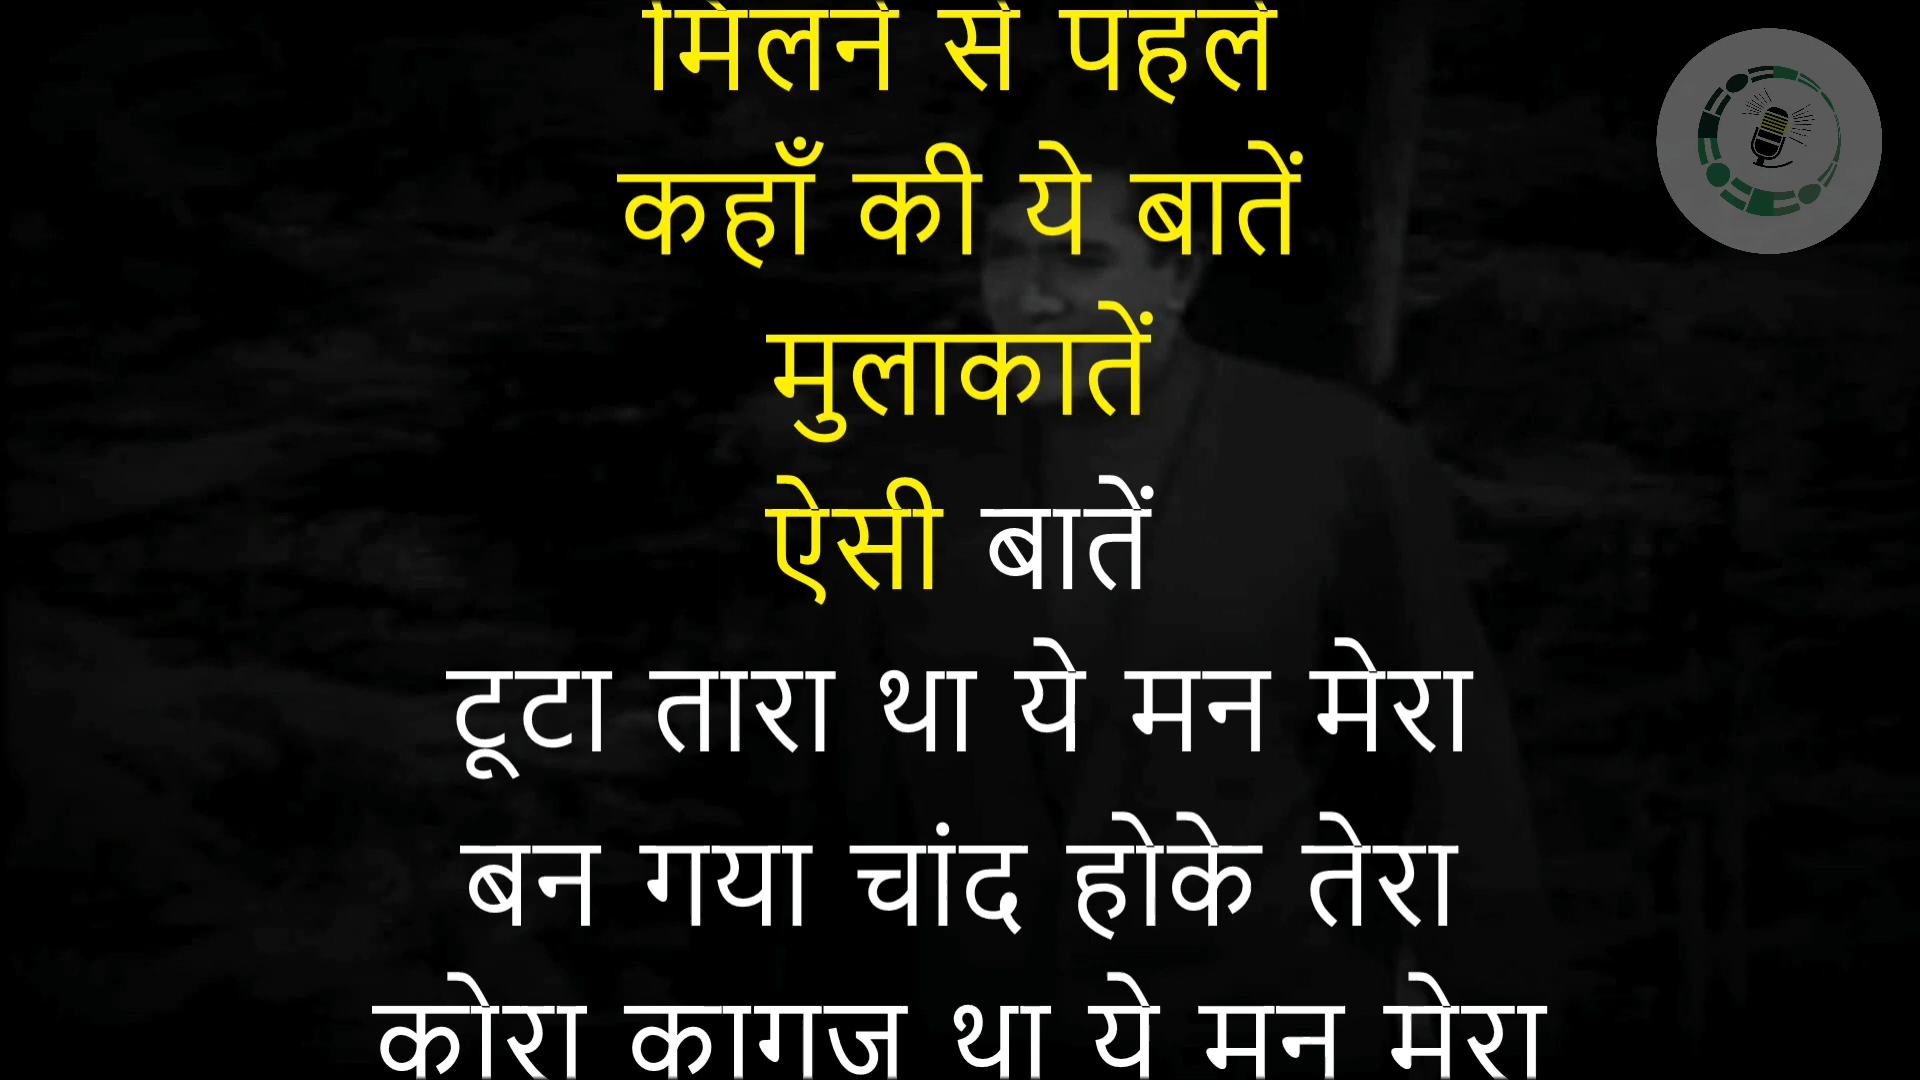 मिलने से पहले
कहाँ की ये बातें
मुलाकातें
ऐसी बातें
टूटा तारा था ये मन मेरा
बन गया चांद होके तेरा
कोरा कागज था ये मन मेरा